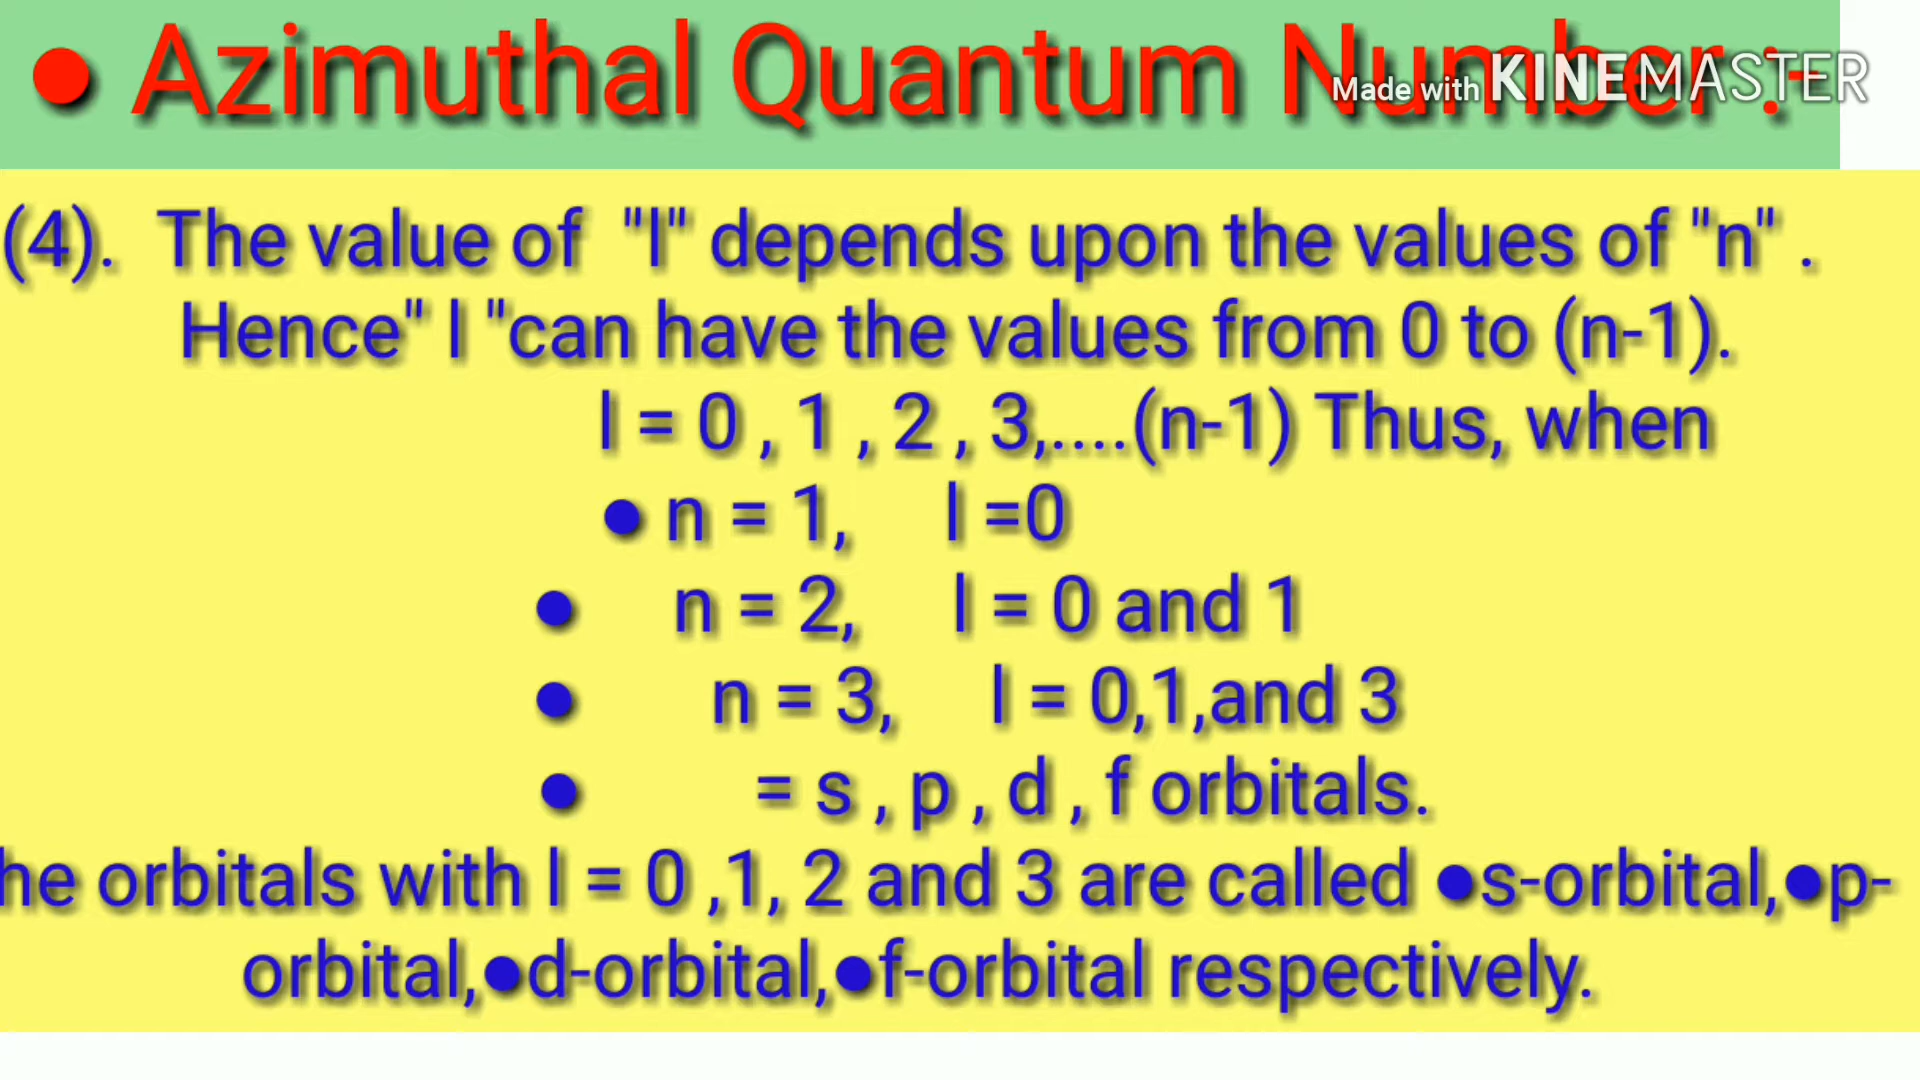 ● Azimuthal Quantum Number :-
Made with KINEMASTER
(4). The value of "l" depends upon the values of "n" .
Hence" l "can have the values from 0 to (n-1).
l = 0 , 1 , 2 , 3,....(n-1) Thus, when
● n = 1, l =0
● n = 2, l = 0 and 1
● n = 3, l = 0,1,and 3
● = s , p , d , f orbitals.
he orbitals with l = 0 ,1, 2 and 3 are called ●s-orbital,●p-
orbital,●d-orbital,●f-orbital respectively.